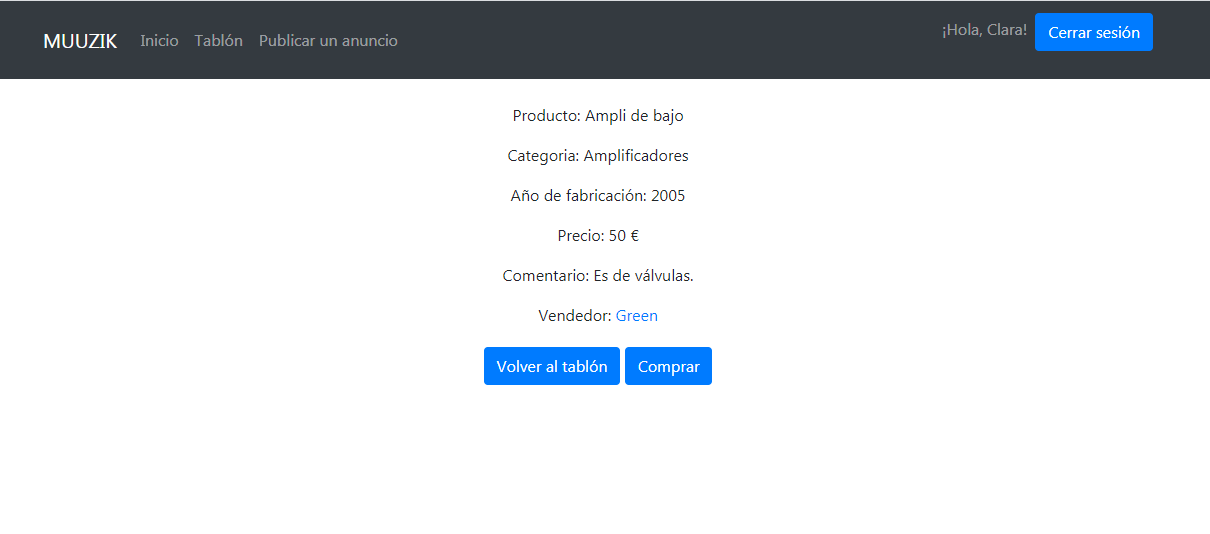 MUUZIK Inicio Tablón Publicar un anuncio ¡Hola, Clara! Cerrar sesión
Producto: Ampli de bajo
Categoria: Amplificadores
Año de fabricación: 2005
Precio: 50 €
Comentario: Es de válvulas.
Vendedor: Green
Volver al tablón Comprar